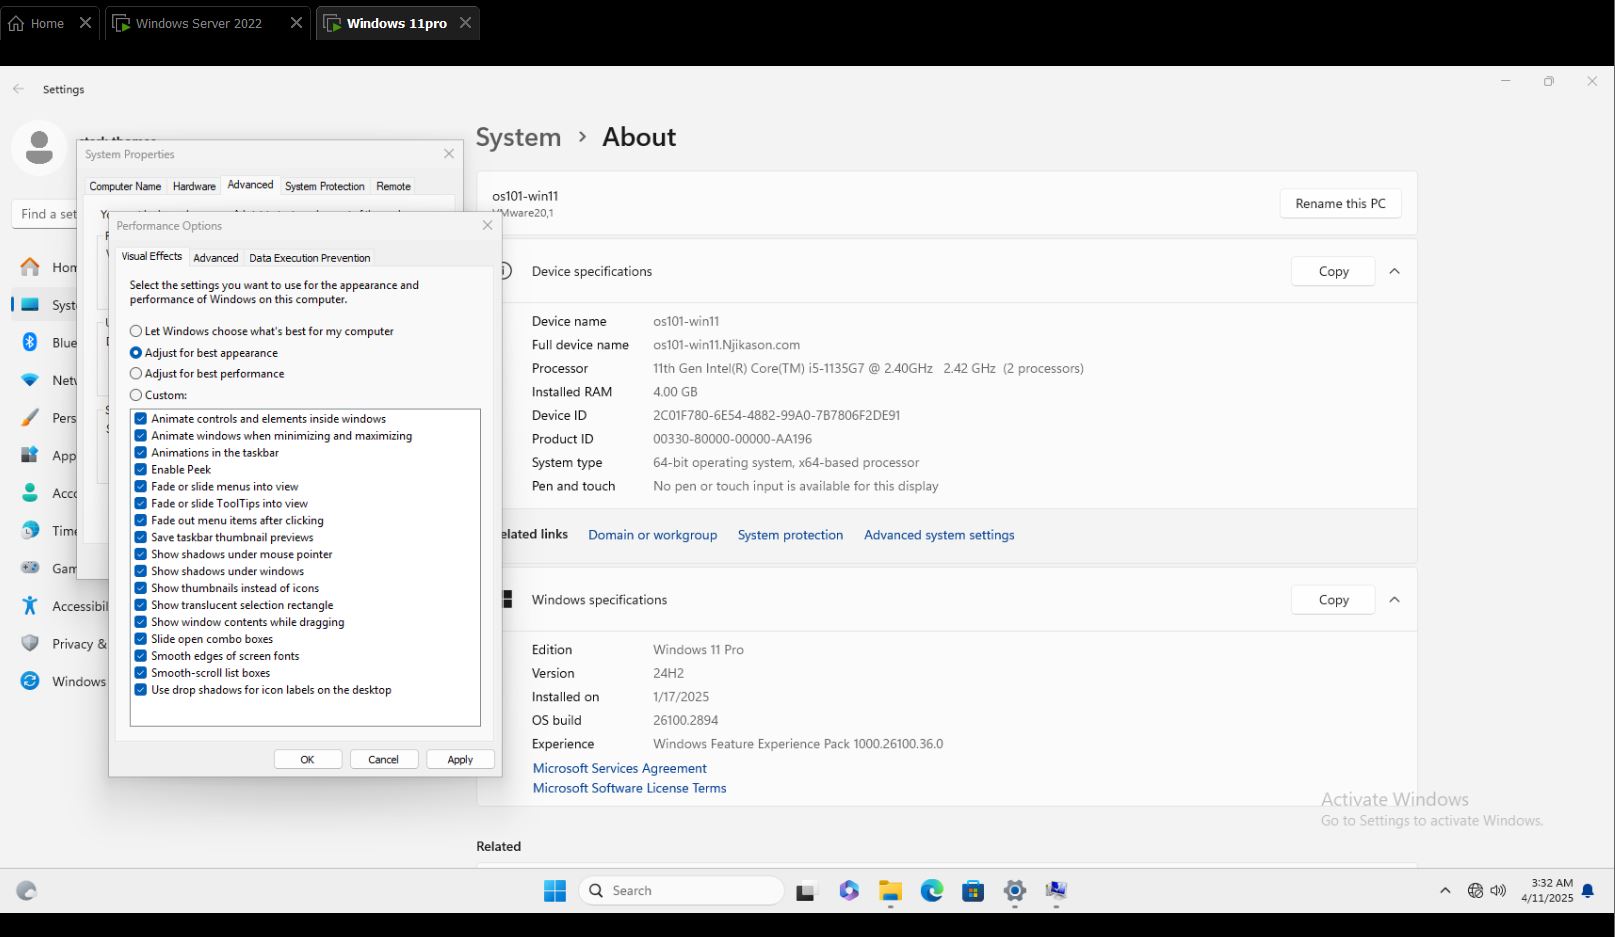 Home
Windows Server 2022
Windows 11pro
Settings
System Properties
Computer Name
Hardware
Advanced
System Protection
Remote
Find a set
Performance Options
Visual Effects
Advanced
Data Execution Prevention
Select the settings you want to use for the appearance and
performance of Windows on this computer.
Let Windows choose what's best for my computer
Adjust for best appearance
Adjust for best performance
Custom:
Animate controls and elements inside windows
Animate windows when minimizing and maximizing
Animations in the taskbar
Enable Peek
Fade or slide menus into view
Fade or slide ToolTips into view
Fade out menu items after clicking
Save taskbar thumbnail previews
Show shadows under mouse pointer
Show shadows under windows
Show thumbnails instead of icons
Show translucent selection rectangle
Show window contents while dragging
Slide open combo boxes
Smooth edges of screen fonts
Smooth-scroll list boxes
Use drop shadows for icon labels on the desktop
OK
Cancel
Apply
Hom
Syst
Blue
Netv
Pers
App
Acco
Time
Gam
Accessibil
Privacy &
Windows
System > About
os101-win11
VMware20,1
Rename this PC
Device specifications
Copy
Device name os101-win11
Full device name os101-win11.Njikason.com
Processor 11th Gen Intel(R) Core(TM) i5-1135G7 @ 2.40GHz 2.42 GHz (2 processors)
Installed RAM 4.00 GB
Device ID 2C01F780-6E54-4882-99A0-7B7806F2DE91
Product ID 00330-80000-00000-AA196
System type 64-bit operating system, x64-based processor
Pen and touch No pen or touch input is available for this display
elated links Domain or workgroup System protection Advanced system settings
Windows specifications
Copy
Edition Windows 11 Pro
Version 24H2
Installed on 1/17/2025
OS build 26100.2894
Experience Windows Feature Experience Pack 1000.26100.36.0
Microsoft Services Agreement
Microsoft Software License Terms
Activate Windows
Go to Settings to activate Windows.
Related
Search
3:32 AM
4/11/2025